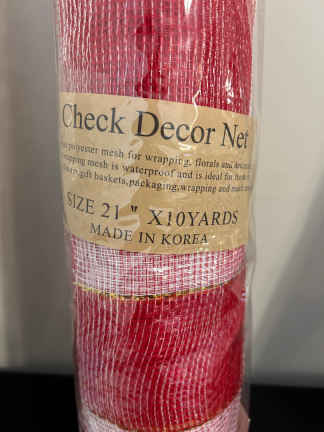 Check Decor Net
polyester mesh for wrapping, florals and
wrapping mesh is waterproof and is ideal for
gift baskets,packaging,wrapping and
SIZE 21 " X10YARDS
MADE IN KOREA